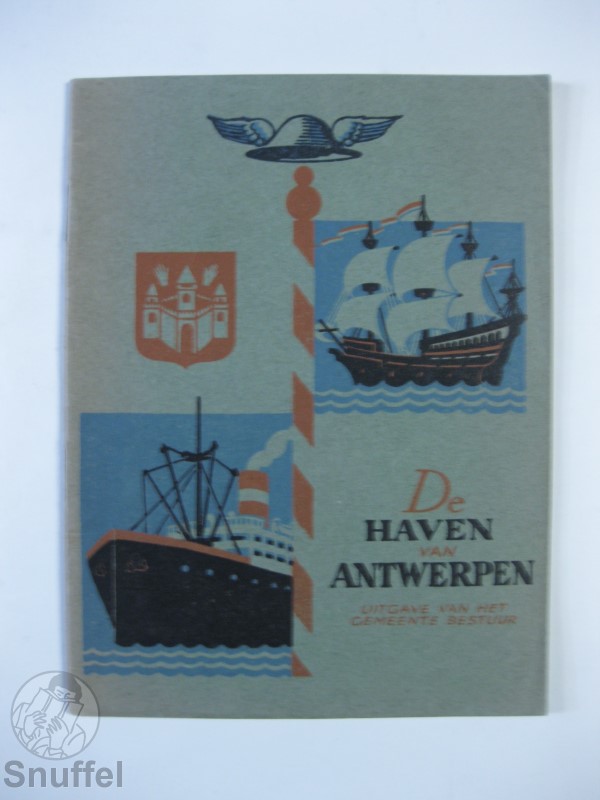 De
HAVEN
VAN
ANTWERPEN
UITGAVE VAN HET
GEMEENTE BESTUUR
Snuffel